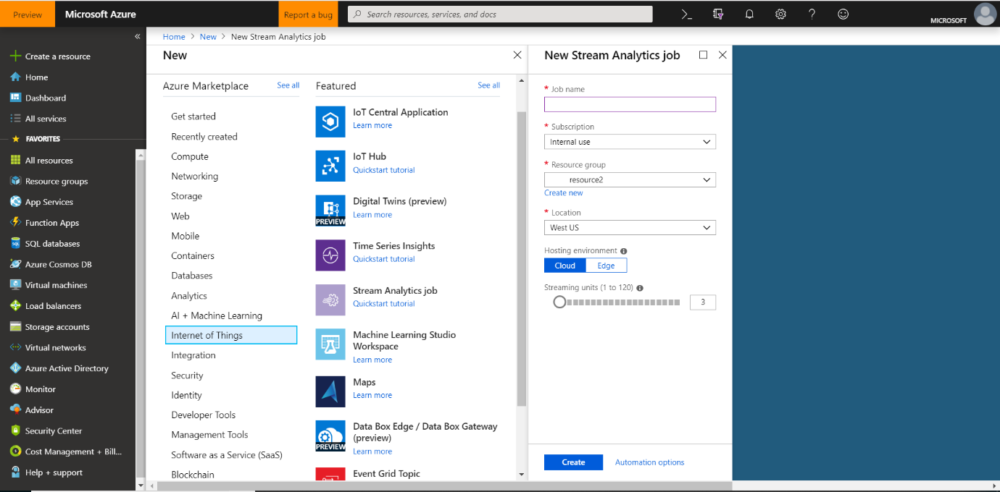 Preview
Microsoft Azure
Report a bug
Search resources, services, and docs
MICROSOFT
Create a resource
Home
Dashboard
All services
FAVORITES
All resources
Resource groups
App Services
Function Apps
SQL databases
Azure Cosmos DB
Virtual machines
Load balancers
Storage accounts
Virtual networks
Azure Active Directory
Monitor
Advisor
Security Center
Cost Management + Bill...
Help + support
Home > New > New Stream Analytics job
New
Azure Marketplace See all
Get started
Recently created
Compute
Networking
Storage
Web
Mobile
Containers
Databases
Analytics
AI + Machine Learning
Internet of Things
Integration
Security
Identity
Developer Tools
Management Tools
Software as a Service (SaaS)
Blockchain
Featured See all
IoT Central Application
Learn more
IoT Hub
Quickstart tutorial
PREVIEW
Digital Twins (preview)
Learn more
Time Series Insights
Quickstart tutorial
Stream Analytics job
Quickstart tutorial
Machine Learning Studio
Workspace
Learn more
Maps
Learn more
PREVIEW
Data Box Edge / Data Box Gateway
(preview)
Learn more
Event Grid Topic
New Stream Analytics job
* Job name
* Subscription
Internal use
* Resource group
resource2
Create new
* Location
West US
Hosting environment
Cloud Edge
Streaming units (1 to 120)
3
Create Automation options